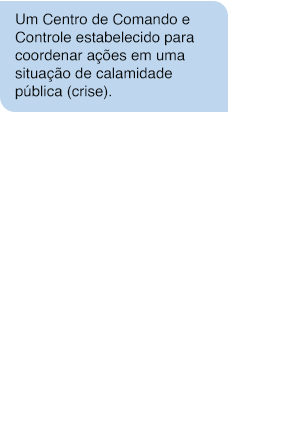 Um Centro de Comando e
Controle estabelecido para
coordenar ações em uma
situação de calamidade
pública (crise).